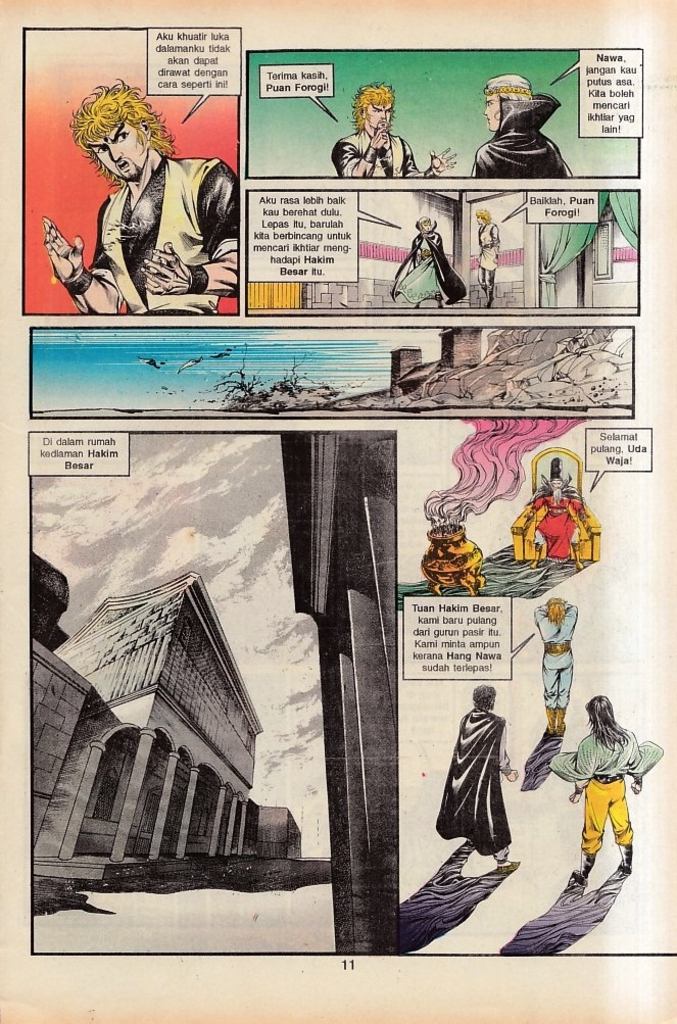 Aku khuatir luka
dalamanku tidak
akan dapat
dirawat dengan
cara seperti ini!
Terima kasih,
Puan Forogi!
Nawa,
jangan kau
putus asa.
Kita boleh
mencari
ikhtiar yag
lain!
Aku rasa lebih baik
kau berehat dulu.
Lepas itu, barulah
kita berbincang untuk
mencari ikhtiar meng-
hadapi Hakim
Besar itu.
Baiklah, Puan
Forogi!
Di dalam rumah
kediaman Hakim
Besar
Selamat
pulang, Uda
Waja!
Tuan Hakim Besar,
kami baru pulang
dari gurun pasir itu.
Kami minta ampun
kerana Hang Nawa
sudah terlepas!
11